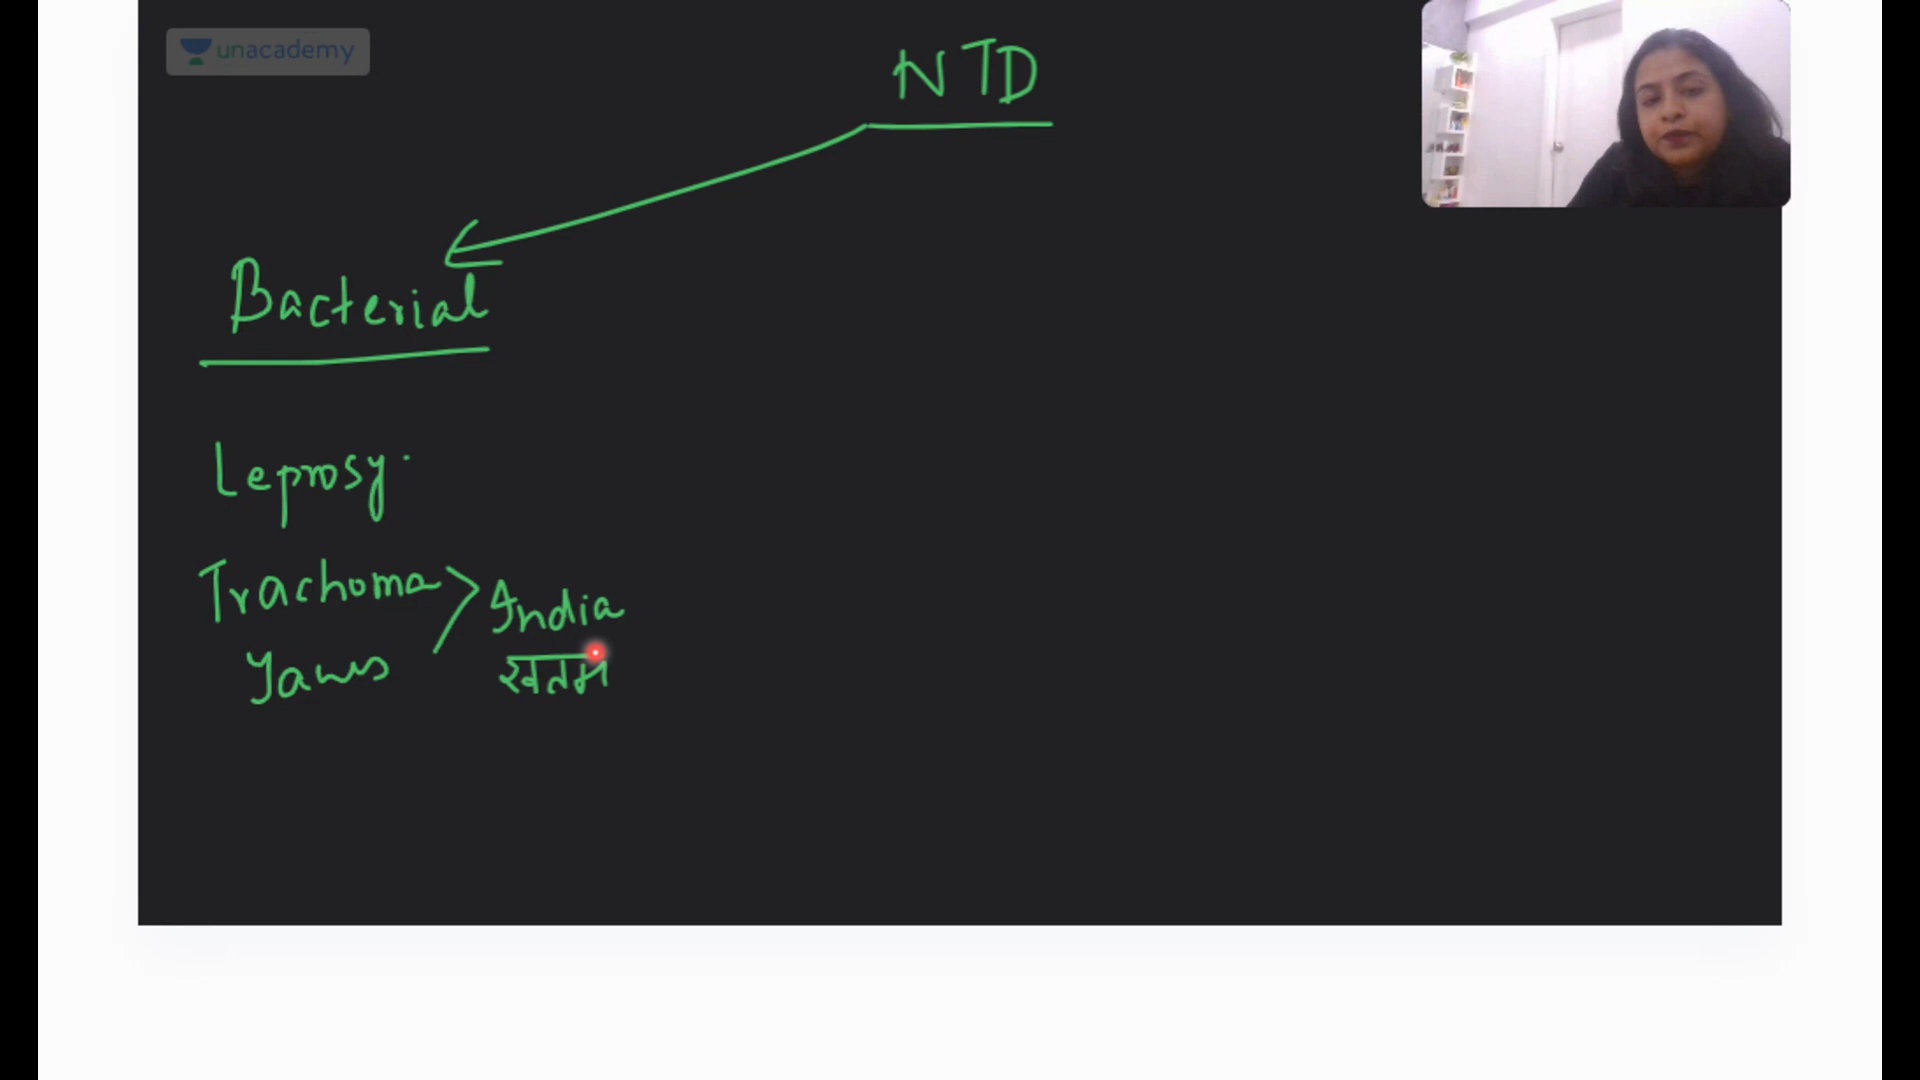 unacademy
NTD
Bacterial
Leprosy.
Trachoma
India
Yaws
खतम